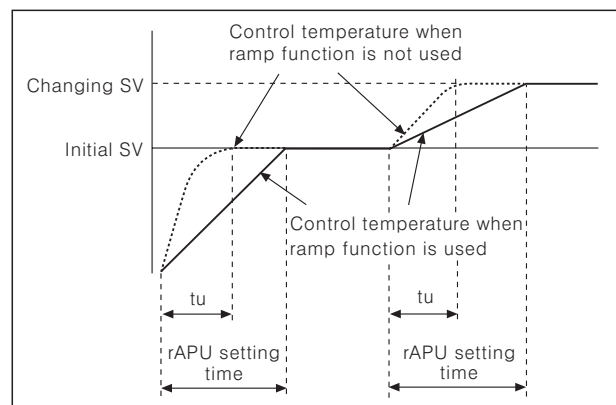 Control temperature when
ramp function is not used
Changing SV
Initial SV
Control temperature when
ramp function is used
tu
tu
rAPU setting
time
rAPU setting
time